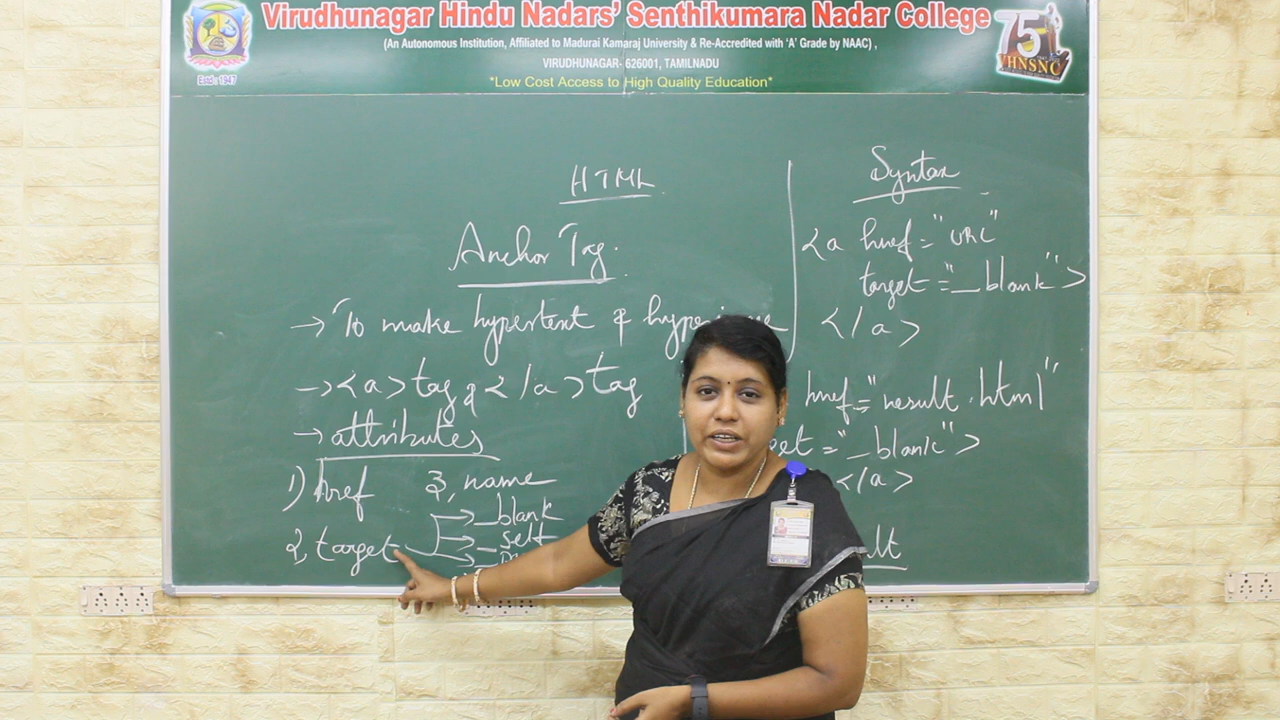 Virudhunagar Hindu Nadars' Senthikumara Nadar College
(An Autonomous Institution, Affiliated to Madurai Kamaraj University & Re-Accredited with 'A' Grade by NAAC) ,
VIRUDHUNAGAR- 626001, TAMILNADU
*Low Cost Access to High Quality Education*
Estd: 1947
75
VHNSNC
HTML
Anchor Tag.
→ To make hypertext &
→ <a> tag & </a> tag
→ attributes
1) href 3, name
2, target → _blank
→ _self
Syntax
<a href="URL"
target="_blank">
</a>
href="result.html"
="_blank">
</a>